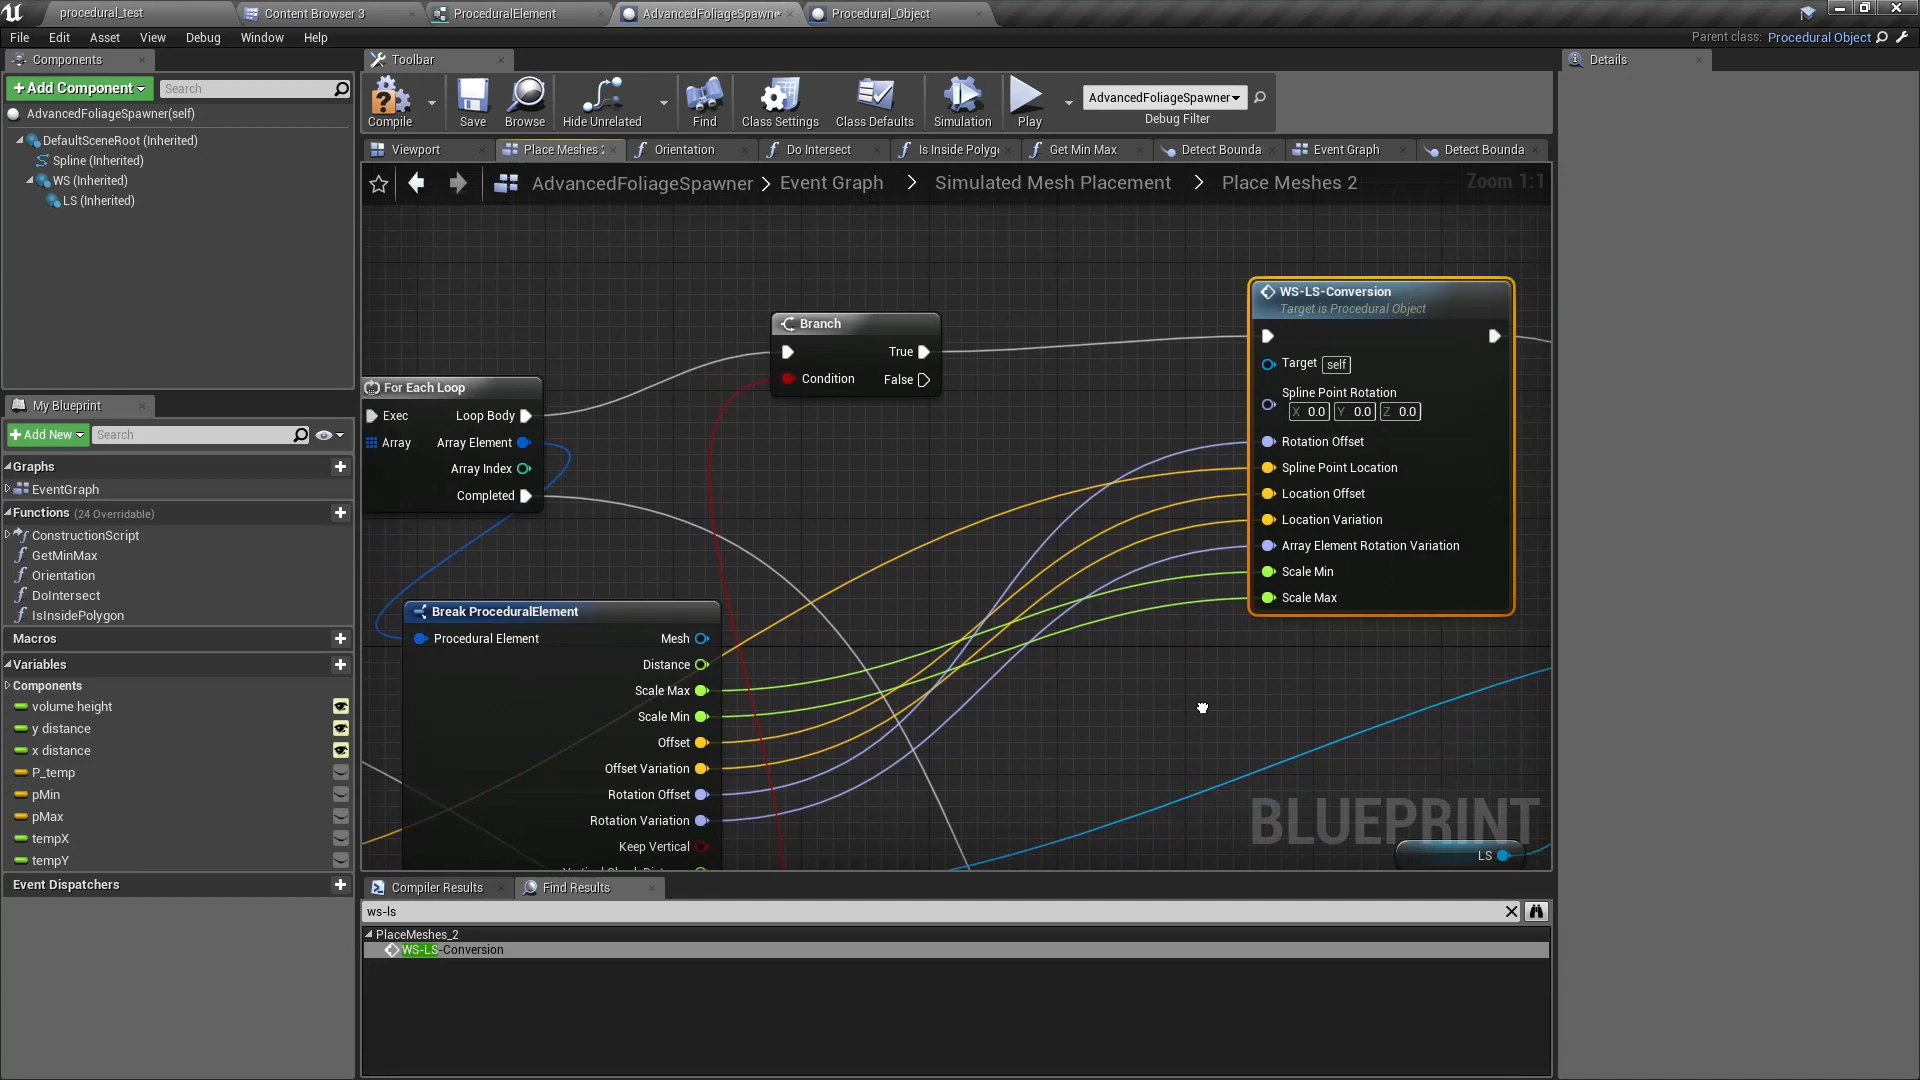 procedural_test
Content Browser 3
ProceduralElement
AdvancedFoliageSpawn
Procedural_Object
File Edit Asset View Debug Window Help
Parent class: Procedural Object
Components
Toolbar
Details
+Add Component
Search
AdvancedFoliageSpawner(self)
DefaultSceneRoot (Inherited)
Spline (Inherited)
WS (Inherited)
LS (Inherited)
Compile
Save
Browse
Hide Unrelated
Find
Class Settings
Class Defaults
Simulation
Play
AdvancedFoliageSpawner
Debug Filter
Viewport
Place Meshes
Orientation
Do Intersect
Is Inside Polyg
Get Min Max
Detect Bounda
Event Graph
Detect Bounda
AdvancedFoliageSpawner > Event Graph > Simulated Mesh Placement > Place Meshes 2
Zoom 1:1
My Blueprint
+Add New
Search
Graphs
EventGraph
Functions (24 Overridable)
ConstructionScript
GetMinMax
Orientation
DoIntersect
IsInsidePolygon
Macros
Variables
Components
volume height
y distance
x distance
P_temp
pMin
pMax
tempX
tempY
Event Dispatchers
For Each Loop
Exec
Loop Body
Array
Array Element
Array Index
Completed
Branch
True
Condition
False
Break ProceduralElement
Procedural Element
Mesh
Distance
Scale Max
Scale Min
Offset
Offset Variation
Rotation Offset
Rotation Variation
Keep Vertical
WS-LS-Conversion
Target is Procedural Object
Target self
Spline Point Rotation
X 0.0 Y 0.0 Z 0.0
Rotation Offset
Spline Point Location
Location Offset
Location Variation
Array Element Rotation Variation
Scale Min
Scale Max
BLUEPRINT
LS
Compiler Results
Find Results
ws-ls
PlaceMeshes_2
WS-LS-Conversion